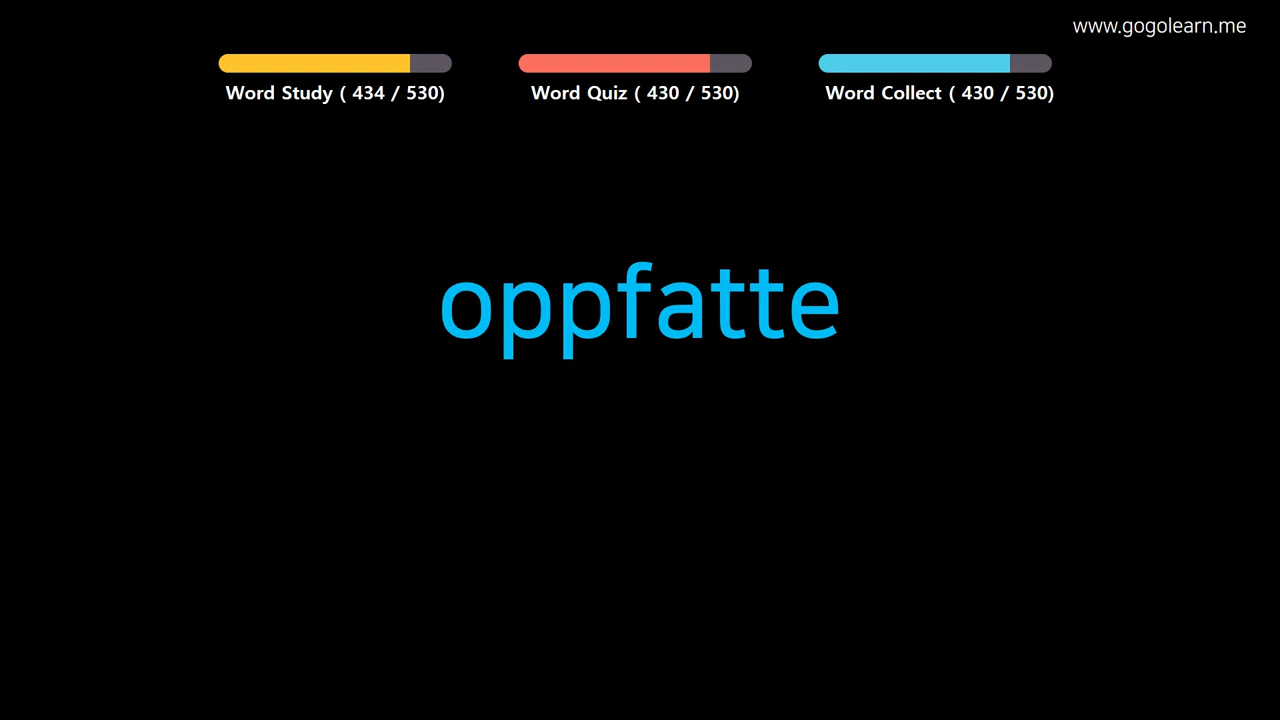 www.gogolearn.me
Word Study ( 434 / 530)
Word Quiz ( 430 / 530)
Word Collect ( 430 / 530)
oppfatte